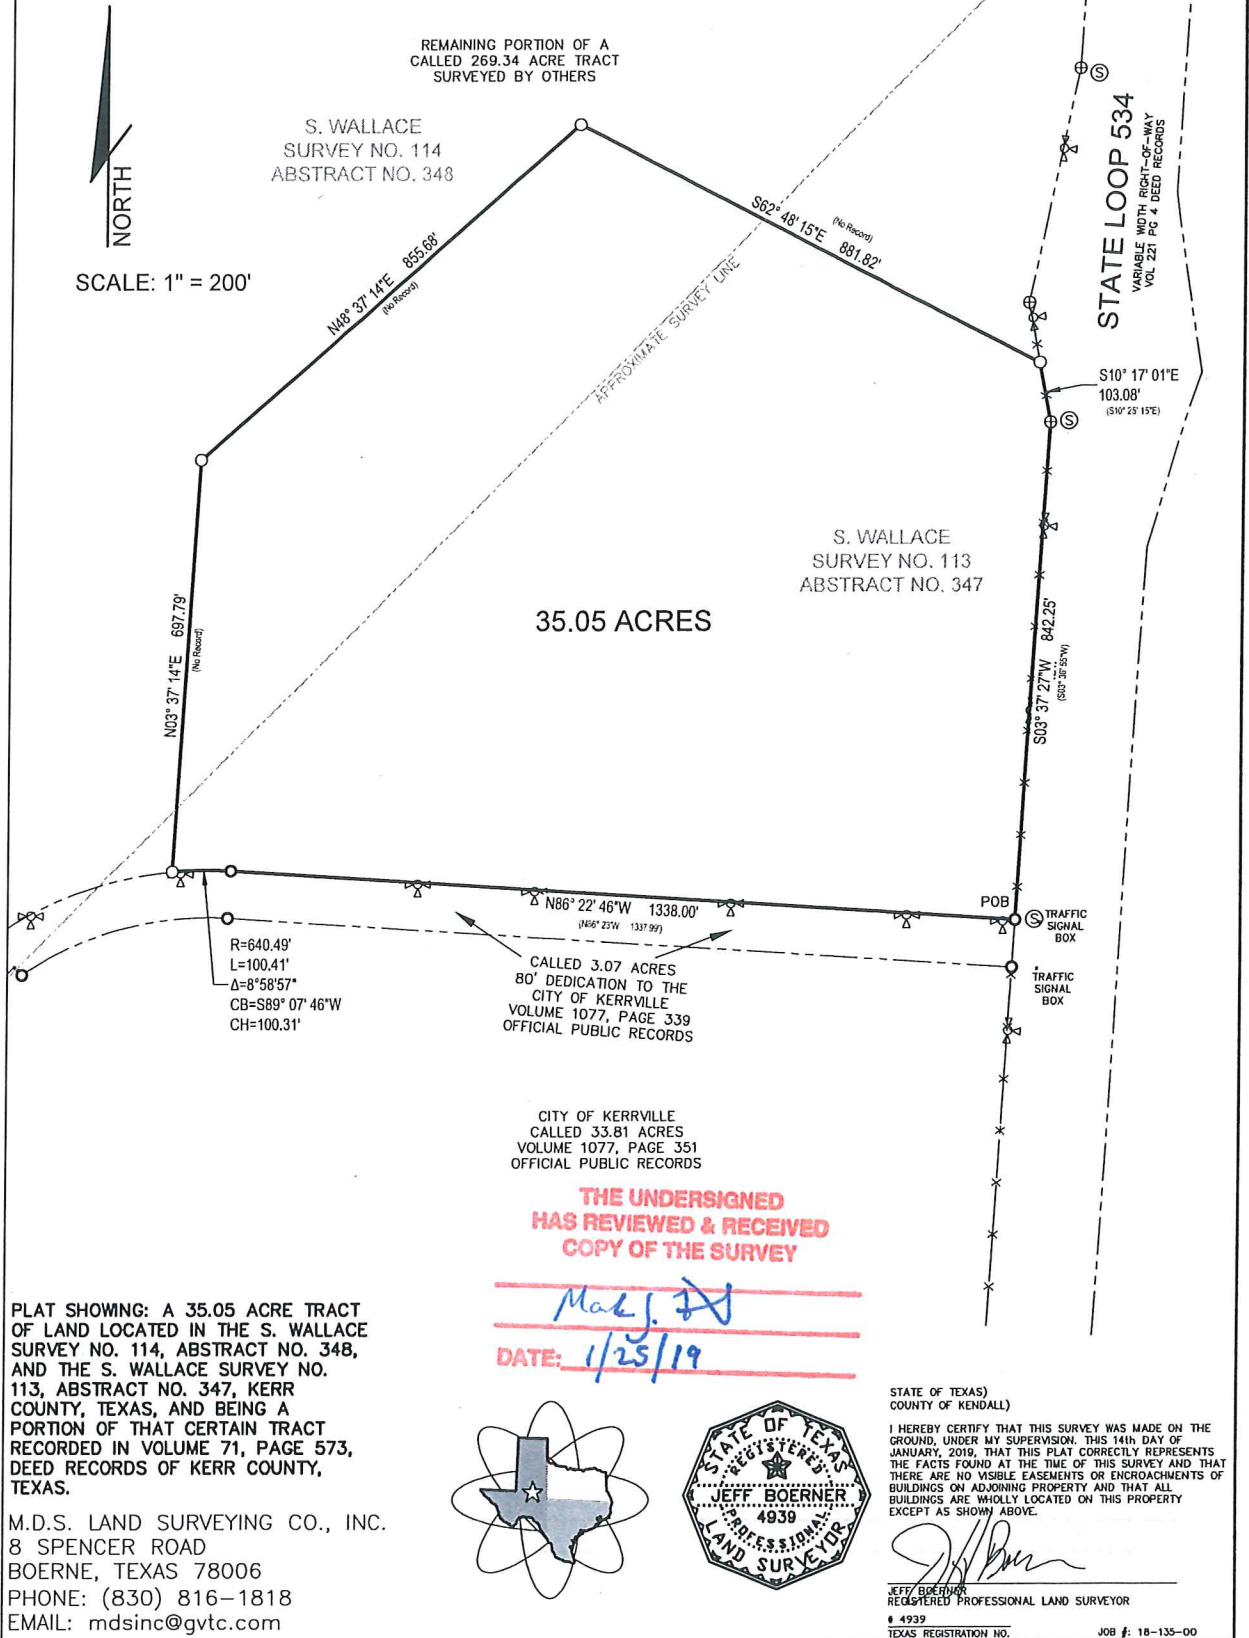 REMAINING PORTION OF A
CALLED 269.34 ACRE TRACT
SURVEYED BY OTHERS
S. WALLACE
SURVEY NO. 114
ABSTRACT NO. 348
NORTH
SCALE: 1" = 200'
STATE LOOP 534
VARIABLE WIDTH RIGHT-OF-WAY
VOL 221 PG 4 DEED RECORDS
S
N48° 37' 14"E 855.68'
(No Record)
S62° 48' 15"E 881.82'
(No Record)
APPROXIMATE SURVEY LINE
S10° 17' 01"E
103.08'
(S10° 25' 15"E)
S
S. WALLACE
SURVEY NO. 113
ABSTRACT NO. 347
35.05 ACRES
N03° 37' 14"E 697.79'
(No Record)
S03° 37' 27"W 842.25'
(S03° 36' 55"W)
POB
S
TRAFFIC
SIGNAL
BOX
N86° 22' 46"W 1338.00'
(N86° 23'W 1337.99')
TRAFFIC
SIGNAL
BOX
R=640.49'
L=100.41'
Δ=8°58'57"
CB=S89° 07' 46"W
CH=100.31'
CALLED 3.07 ACRES
80' DEDICATION TO THE
CITY OF KERRVILLE
VOLUME 1077, PAGE 339
OFFICIAL PUBLIC RECORDS
CITY OF KERRVILLE
CALLED 33.81 ACRES
VOLUME 1077, PAGE 351
OFFICIAL PUBLIC RECORDS
THE UNDERSIGNED
HAS REVIEWED & RECEIVED
COPY OF THE SURVEY
Mark J.
DATE: 1/25/19
PLAT SHOWING: A 35.05 ACRE TRACT
OF LAND LOCATED IN THE S. WALLACE
SURVEY NO. 114, ABSTRACT NO. 348,
AND THE S. WALLACE SURVEY NO.
113, ABSTRACT NO. 347, KERR
COUNTY, TEXAS, AND BEING A
PORTION OF THAT CERTAIN TRACT
RECORDED IN VOLUME 71, PAGE 573,
DEED RECORDS OF KERR COUNTY,
TEXAS.
M.D.S. LAND SURVEYING CO., INC.
8 SPENCER ROAD
BOERNE, TEXAS 78006
PHONE: (830) 816-1818
EMAIL: mdsinc@gvtc.com
STATE OF TEXAS
REGISTERED
JEFF BOERNER
4939
PROFESSIONAL
LAND SURVEYOR
STATE OF TEXAS)
COUNTY OF KENDALL)
I HEREBY CERTIFY THAT THIS SURVEY WAS MADE ON THE
GROUND, UNDER MY SUPERVISION. THIS 14th DAY OF
JANUARY, 2019, THAT THIS PLAT CORRECTLY REPRESENTS
THE FACTS FOUND AT THE TIME OF THIS SURVEY AND THAT
THERE ARE NO VISIBLE EASEMENTS OR ENCROACHMENTS OF
BUILDINGS ON ADJOINING PROPERTY AND THAT ALL
BUILDINGS ARE WHOLLY LOCATED ON THIS PROPERTY
EXCEPT AS SHOWN ABOVE.
JEFF BOERNER
REGISTERED PROFESSIONAL LAND SURVEYOR
# 4939
TEXAS REGISTRATION NO.
JOB #: 18-135-00